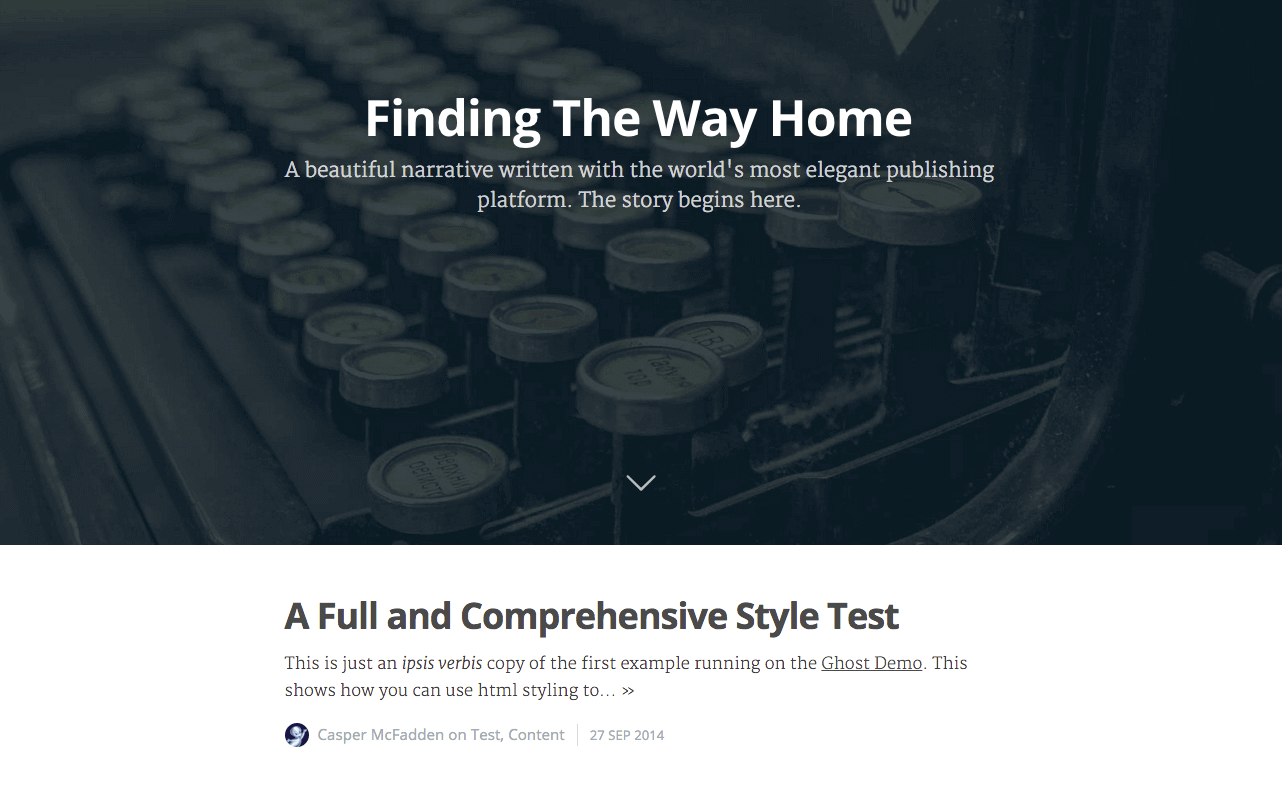 Finding The Way Home
A beautiful narrative written with the world's most elegant publishing
platform. The story begins here.
A Full and Comprehensive Style Test
This is just an ipsis verbis copy of the first example running on the Ghost Demo. This
shows how you can use html styling to… »
Casper McFadden on Test, Content
27 SEP 2014